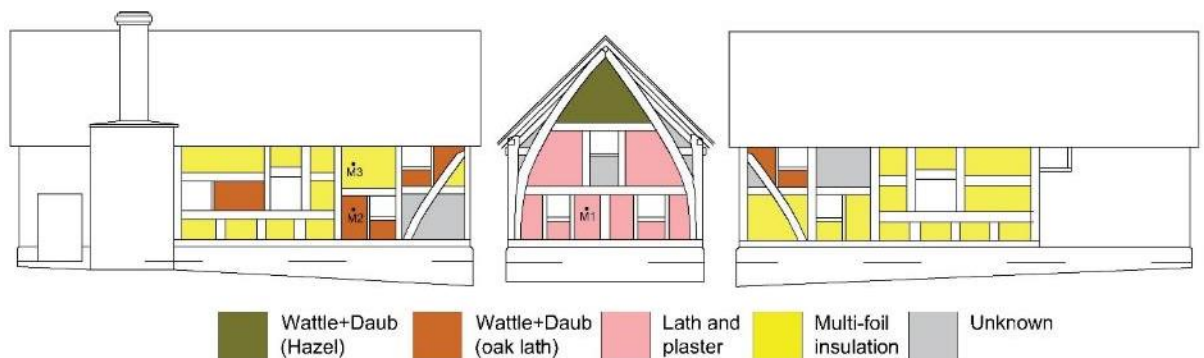 M3
M2
M1
Wattle+Daub
(Hazel)
Wattle+Daub
(oak lath)
Lath and
plaster
Multi-foil
insulation
Unknown